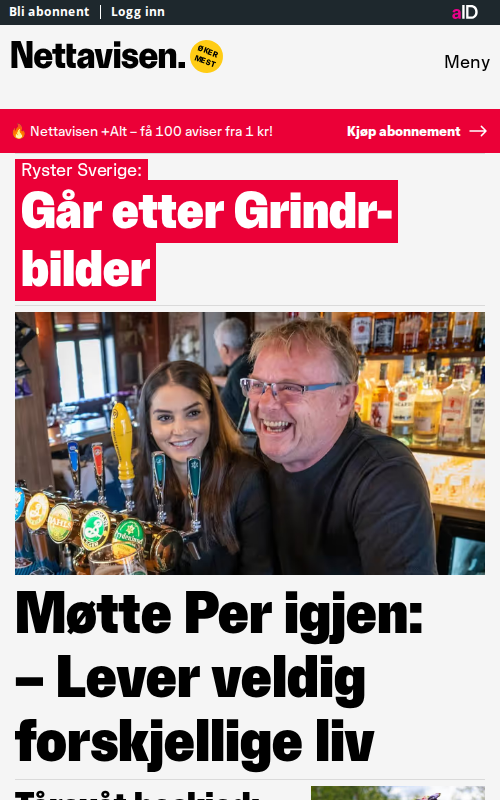 Bli abonnent
Logg inn
aID
Nettavisen.
ØKER
MEST
Meny
Nettavisen +Alt – få 100 aviser fra 1 kr!
Kjøp abonnement
Ryster Sverige:
Går etter Grindr-
bilder
Møtte Per igjen:
– Lever veldig
forskjellige liv